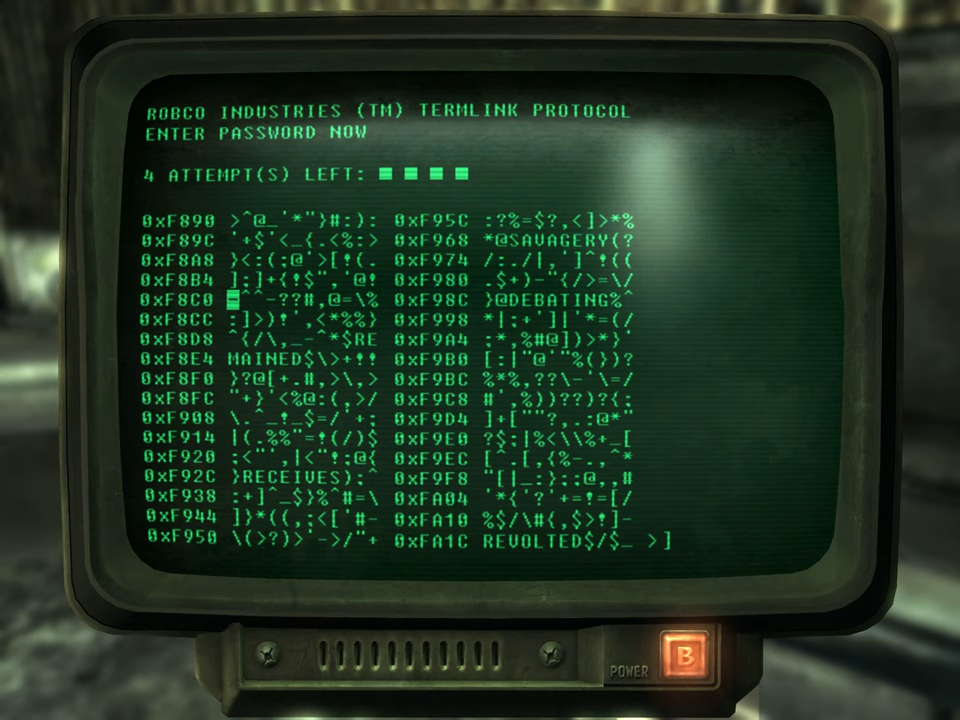 ROBCO INDUSTRIES (TM) TERMLINK PROTOCOL
ENTER PASSWORD NOW
4 ATTEMPT(S) LEFT: ■ ■ ■ ■
0xF890 >^@_'*"}#:): 0xF95C :?%=$?,<]>*%
0xF89C '+$'<_{.<%:> 0xF968 *@SAVAGERY(?
0xF8A8 }<:(;@'>[!(. 0xF974 /:./|,']^!((
0xF8B4 ];]+{!$",'@! 0xF980 .$+)-"{/>=\/
0xF8C0 -^^-??#,@=\% 0xF98C }@DEBATING%^
0xF8CC :]>)!',<*%%} 0xF998 *|;+']|'*=(/
0xF8D8 ^{/\,_-^*$RE 0xF9A4 ;*,%#@])>*}'
0xF8E4 MAINED$\>+!! 0xF9B0 [:|"@'"%(})?
0xF8F0 }?@[+.#,>\,> 0xF9BC %*%,??\-'\=/
0xF8FC "+}'<%@:(,>/ 0xF9C8 #',%))??)?{;
0xF908 \.^_!_$=/'+; 0xF9D4 ]+[""?,.:@*"
0xF914 |(.%%"=!(/)$ 0xF9E0 ?$:|%<\\%+_[
0xF920 ;<"',|<"!;@{ 0xF9EC [^.[,{%-.,^*
0xF92C }RECEIVES);^ 0xF9F8 "[|_:};;@,,#
0xF938 :+]^_$}%^#=\ 0xFA04 '*{'?'+=!=[/
0xF944 ]}*((,;<['#- 0xFA10 %$/\#{,$>!]-
0xF950 \(>?)>'->/"+ 0xFA1C REVOLTED$/$_ >]
POWER B